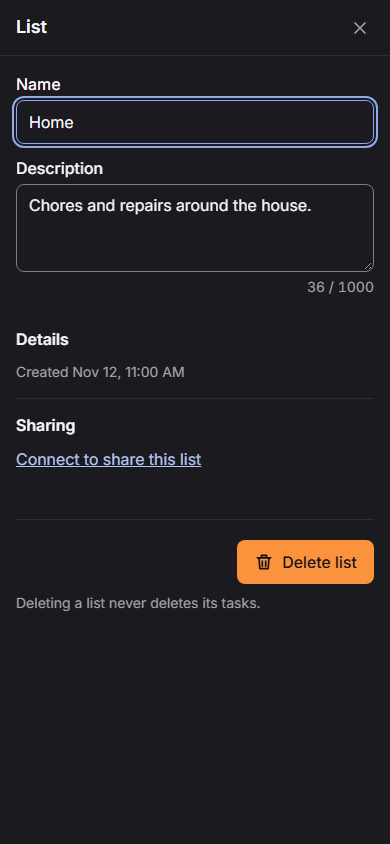 List
Name
Home
Description
Chores and repairs around the house.
36 / 1000
Details
Created Nov 12, 11:00 AM
Sharing
Connect to share this list
Delete list
Deleting a list never deletes its tasks.